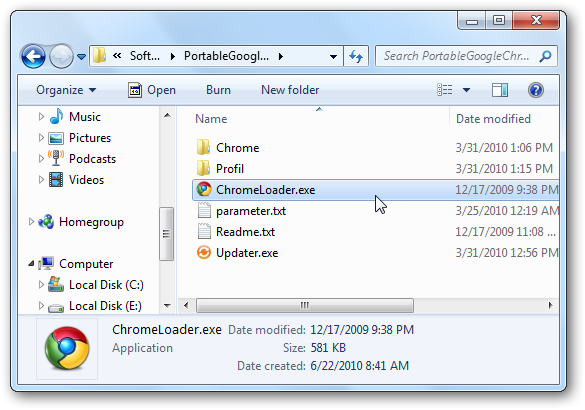 « Soft... PortableGoogl... Search PortableGoogleChr...
Organize Open Burn New folder
Music
Pictures
Podcasts
Videos
Homegroup
Computer
Local Disk (C:)
Local Disk (E:)
Name Date modified
Chrome 3/31/2010 1:06 PM
Profil 3/31/2010 1:15 PM
ChromeLoader.exe 12/17/2009 9:38 PM
parameter.txt 3/25/2010 12:19 AM
Readme.txt 12/17/2009 11:08 ...
Updater.exe 3/31/2010 12:56 PM
ChromeLoader.exe Date modified: 12/17/2009 9:38 PM
Application Size: 581 KB
Date created: 6/22/2010 8:41 AM